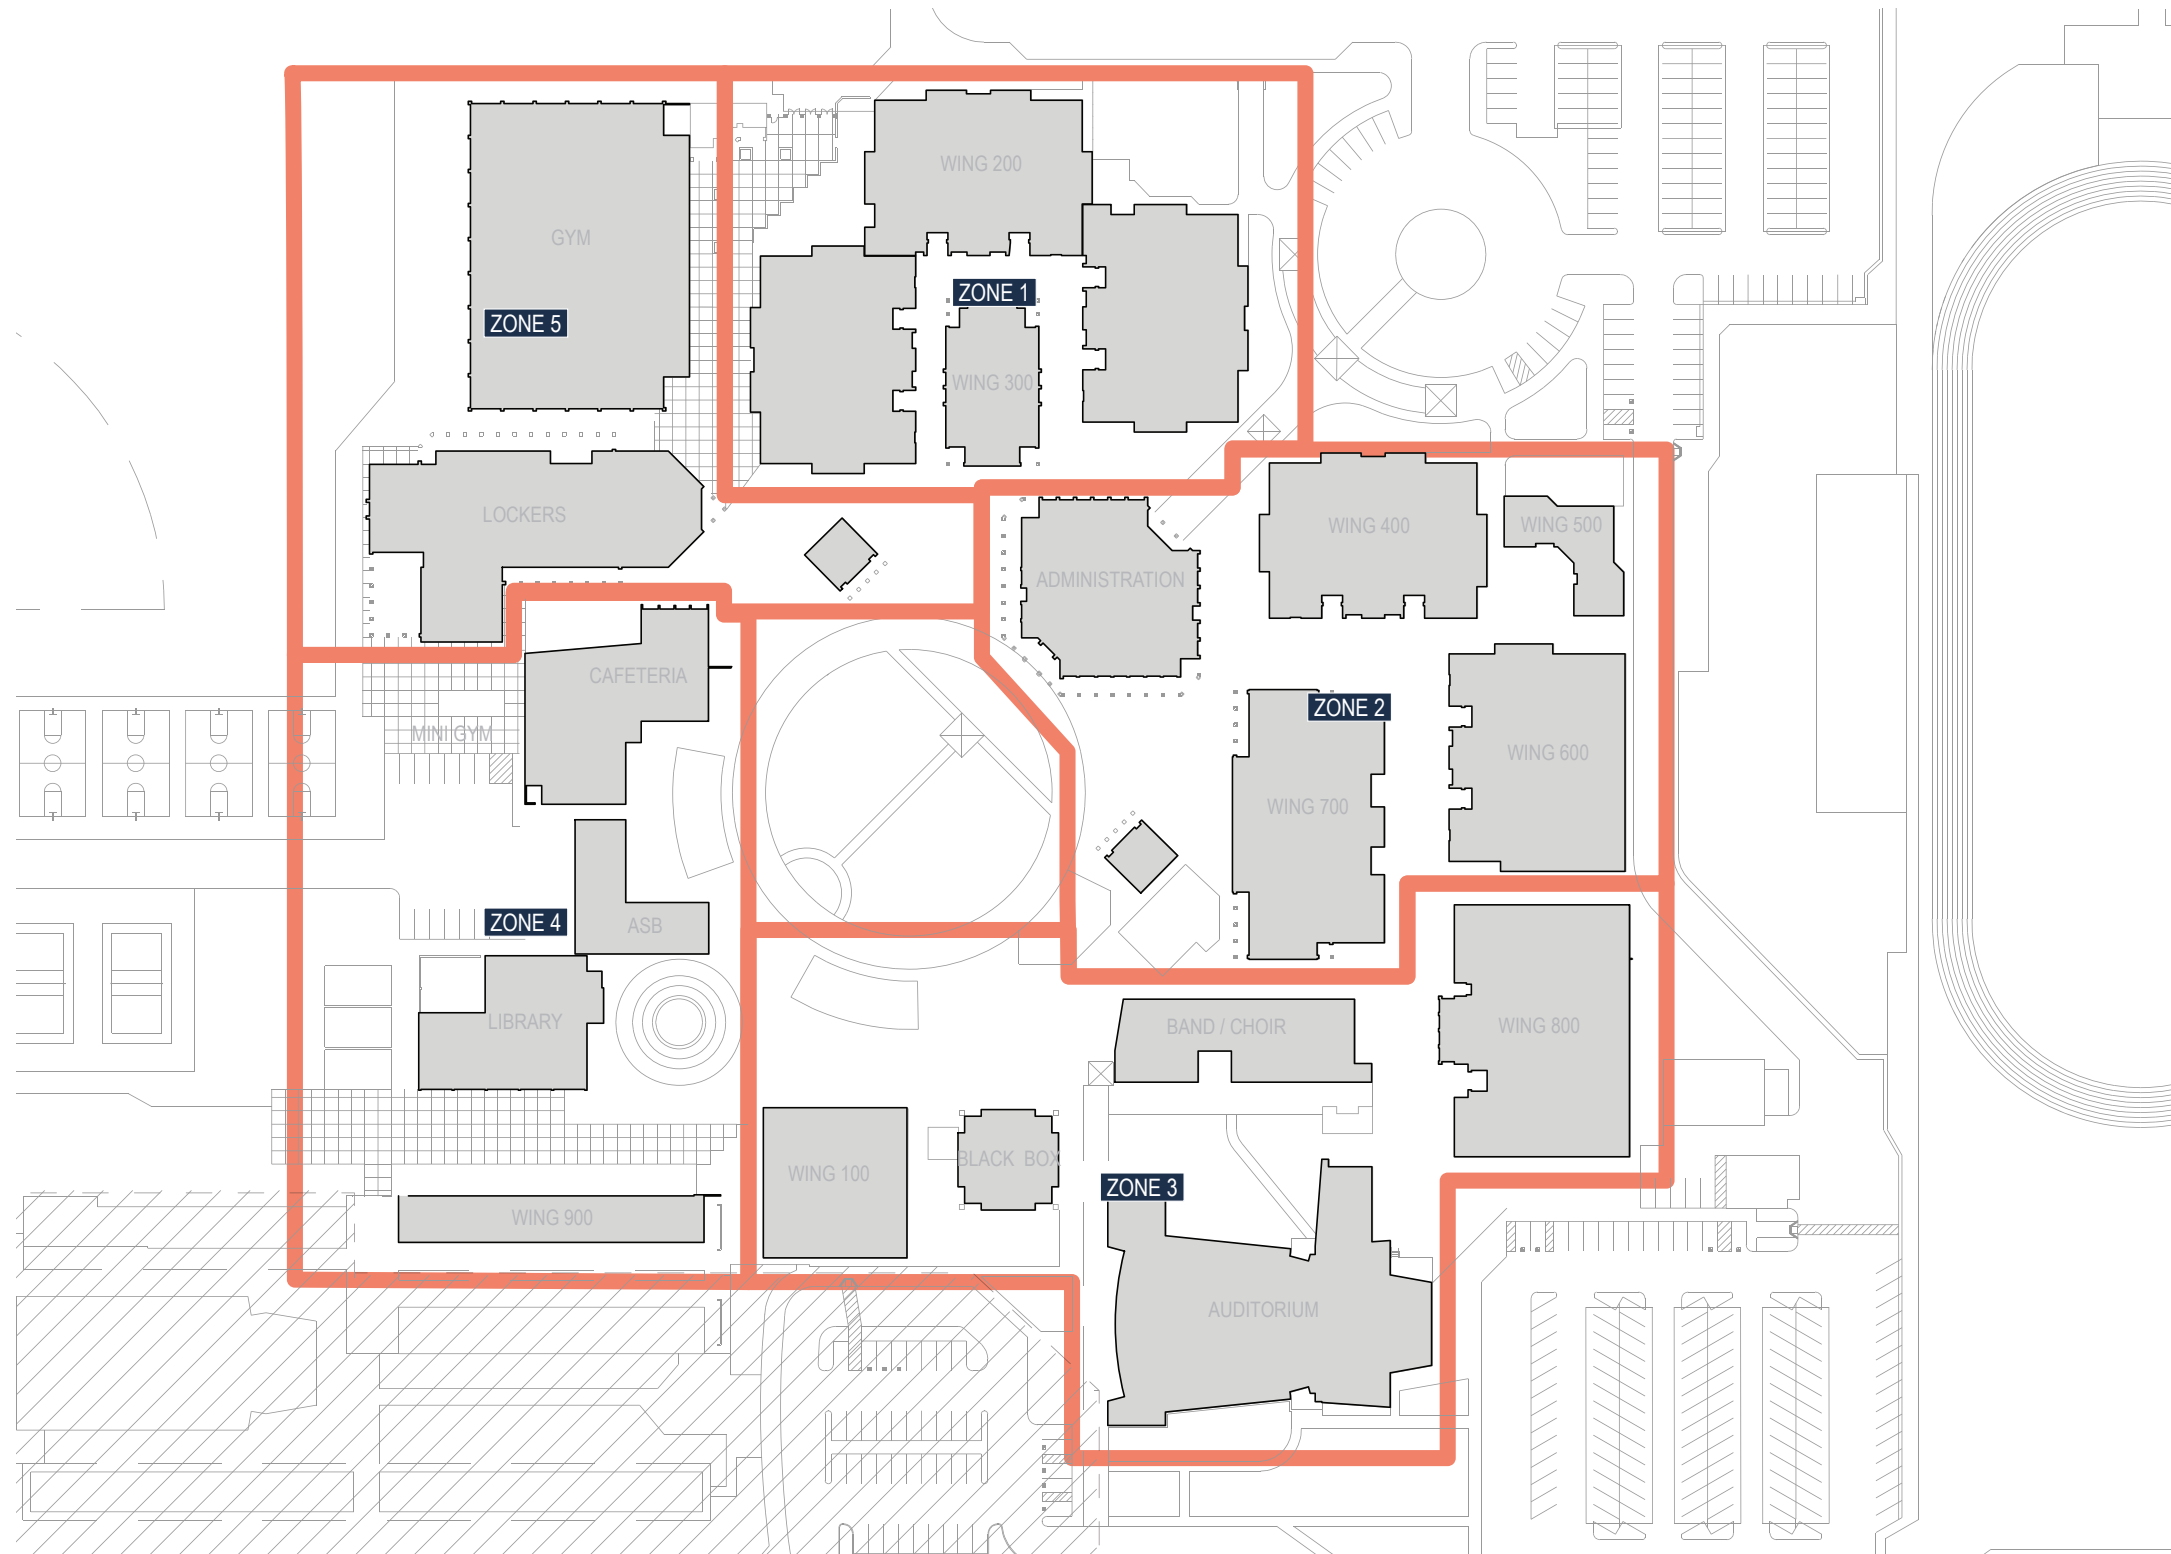 WING 200
GYM
ZONE 1
ZONE 5
WING 300
LOCKERS
WING 400
WING 500
ADMINISTRATION
CAFETERIA
ZONE 2
MINI GYM
WING 600
WING 700
ZONE 4
ASB
LIBRARY
BAND / CHOIR
WING 800
WING 100
BLACK BOX
ZONE 3
WING 900
AUDITORIUM